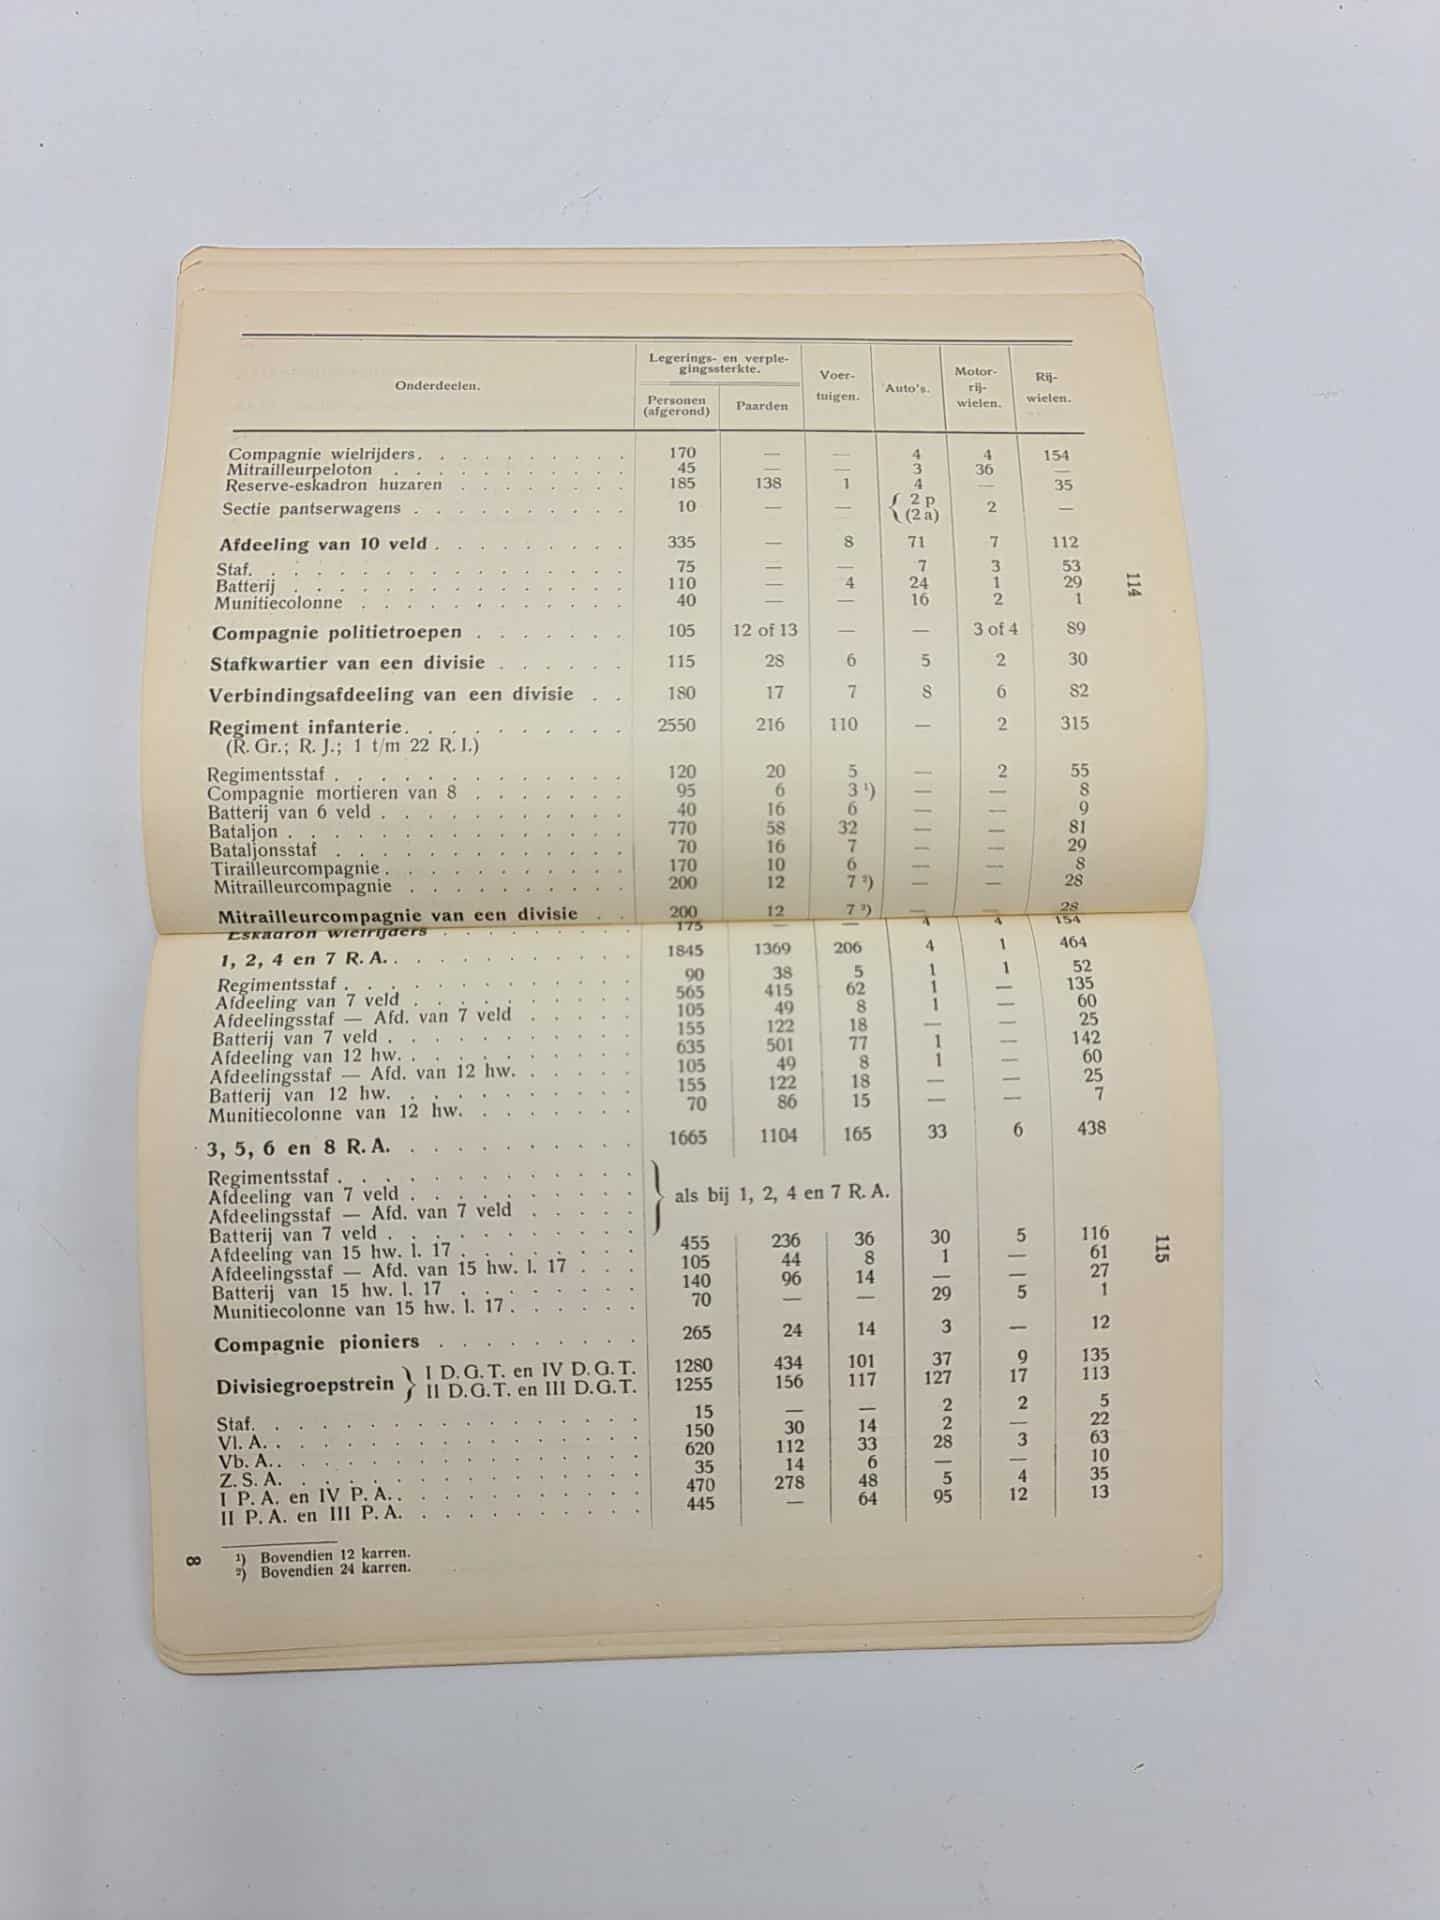 Onderdeelen. Legerings- en verple- Voer- Auto's. Motor- Rij-
gingssterkte. tuigen. rij- wielen.
Personen Paarden wielen.
(afgerond)
Compagnie wielrijders. 170 — — 4 4 154
Mitrailleurpeloton 45 — — 3 36 —
Reserve-eskadron huzaren 185 138 1 4 — 35
Sectie pantserwagens 10 — — { 2 p (2 a) 2 —
Afdeeling van 10 veld 335 — 8 71 7 112
Staf. 75 — — 7 3 53
Batterij 110 — 4 24 1 29
Munitiecolonne 40 — — 16 2 1
Compagnie politietroepen 105 12 of 13 — — 3 of 4 89
Stafkwartier van een divisie 115 28 6 5 2 30
Verbindingsafdeeling van een divisie 180 17 7 8 6 82
Regiment infanterie. 2550 216 110 — 2 315
(R. Gr.; R. J.; 1 t/m 22 R. I.)
Regimentsstaf 120 20 5 — 2 55
Compagnie mortieren van 8 95 6 3 ¹) — — 8
Batterij van 6 veld 40 16 6 — — 9
Bataljon 770 58 32 — — 81
Bataljonsstaf 70 16 7 — — 29
Tirailleurcompagnie. 170 10 6 — — 8
Mitrailleurcompagnie 200 12 7 ²) — — 28
Mitrailleurcompagnie van een divisie 200 12 7 ²) — — 28
114
Eskadron wielrijders 175 — — 4 4 154
1, 2, 4 en 7 R. A. 1845 1369 206 4 1 464
Regimentsstaf 90 38 5 1 1 52
Afdeeling van 7 veld 565 415 62 1 — 135
Afdeelingsstaf — Afd. van 7 veld 105 49 8 1 — 60
Batterij van 7 veld 155 122 18 — — 25
Afdeeling van 12 hw. 635 501 77 1 — 142
Afdeelingsstaf — Afd. van 12 hw. 105 49 8 1 — 60
Batterij van 12 hw. 155 122 18 — — 25
Munitiecolonne van 12 hw. 70 86 15 — — 7
3, 5, 6 en 8 R. A. 1665 1104 165 33 6 438
Regimentsstaf
Afdeeling van 7 veld } als bij 1, 2, 4 en 7 R. A.
Afdeelingsstaf — Afd. van 7 veld
Batterij van 7 veld
Afdeeling van 15 hw. l. 17 455 236 36 30 5 116
Afdeelingsstaf — Afd. van 15 hw. l. 17 105 44 8 1 — 61
Batterij van 15 hw. l. 17 140 96 14 — — 27
Munitiecolonne van 15 hw. l. 17. 70 — — 29 5 1
Compagnie pioniers 265 24 14 3 — 12
Divisiegroepstrein } I D. G. T. en IV D. G. T. 1280 434 101 37 9 135
II D. G. T. en III D. G. T. 1255 156 117 127 17 113
Staf. 15 — — 2 2 5
Vl. A. 150 30 14 2 — 22
Vb. A. 620 112 33 28 3 63
Z. S. A. 35 14 6 — — 10
I P. A. en IV P. A. 470 278 48 5 4 35
II P. A. en III P. A. 445 — 64 95 12 13
¹) Bovendien 12 karren.
²) Bovendien 24 karren.
8
115